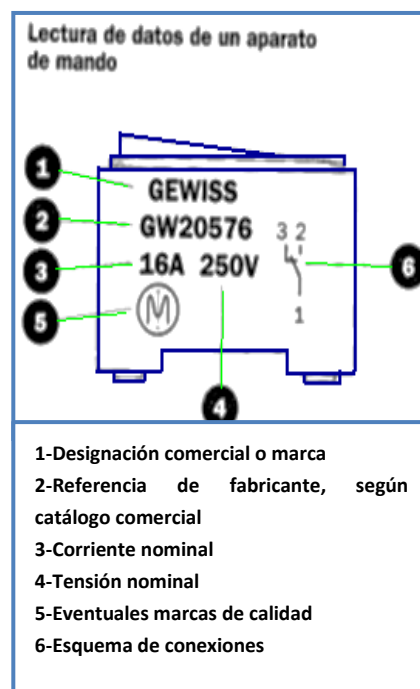 Lectura de datos de un aparato
de mando
1
GEWISS
2
GW20576
3 2
3
16A 250V
6
5
M
1
4
1-Designación comercial o marca
2-Referencia de fabricante, según
catálogo comercial
3-Corriente nominal
4-Tensión nominal
5-Eventuales marcas de calidad
6-Esquema de conexiones